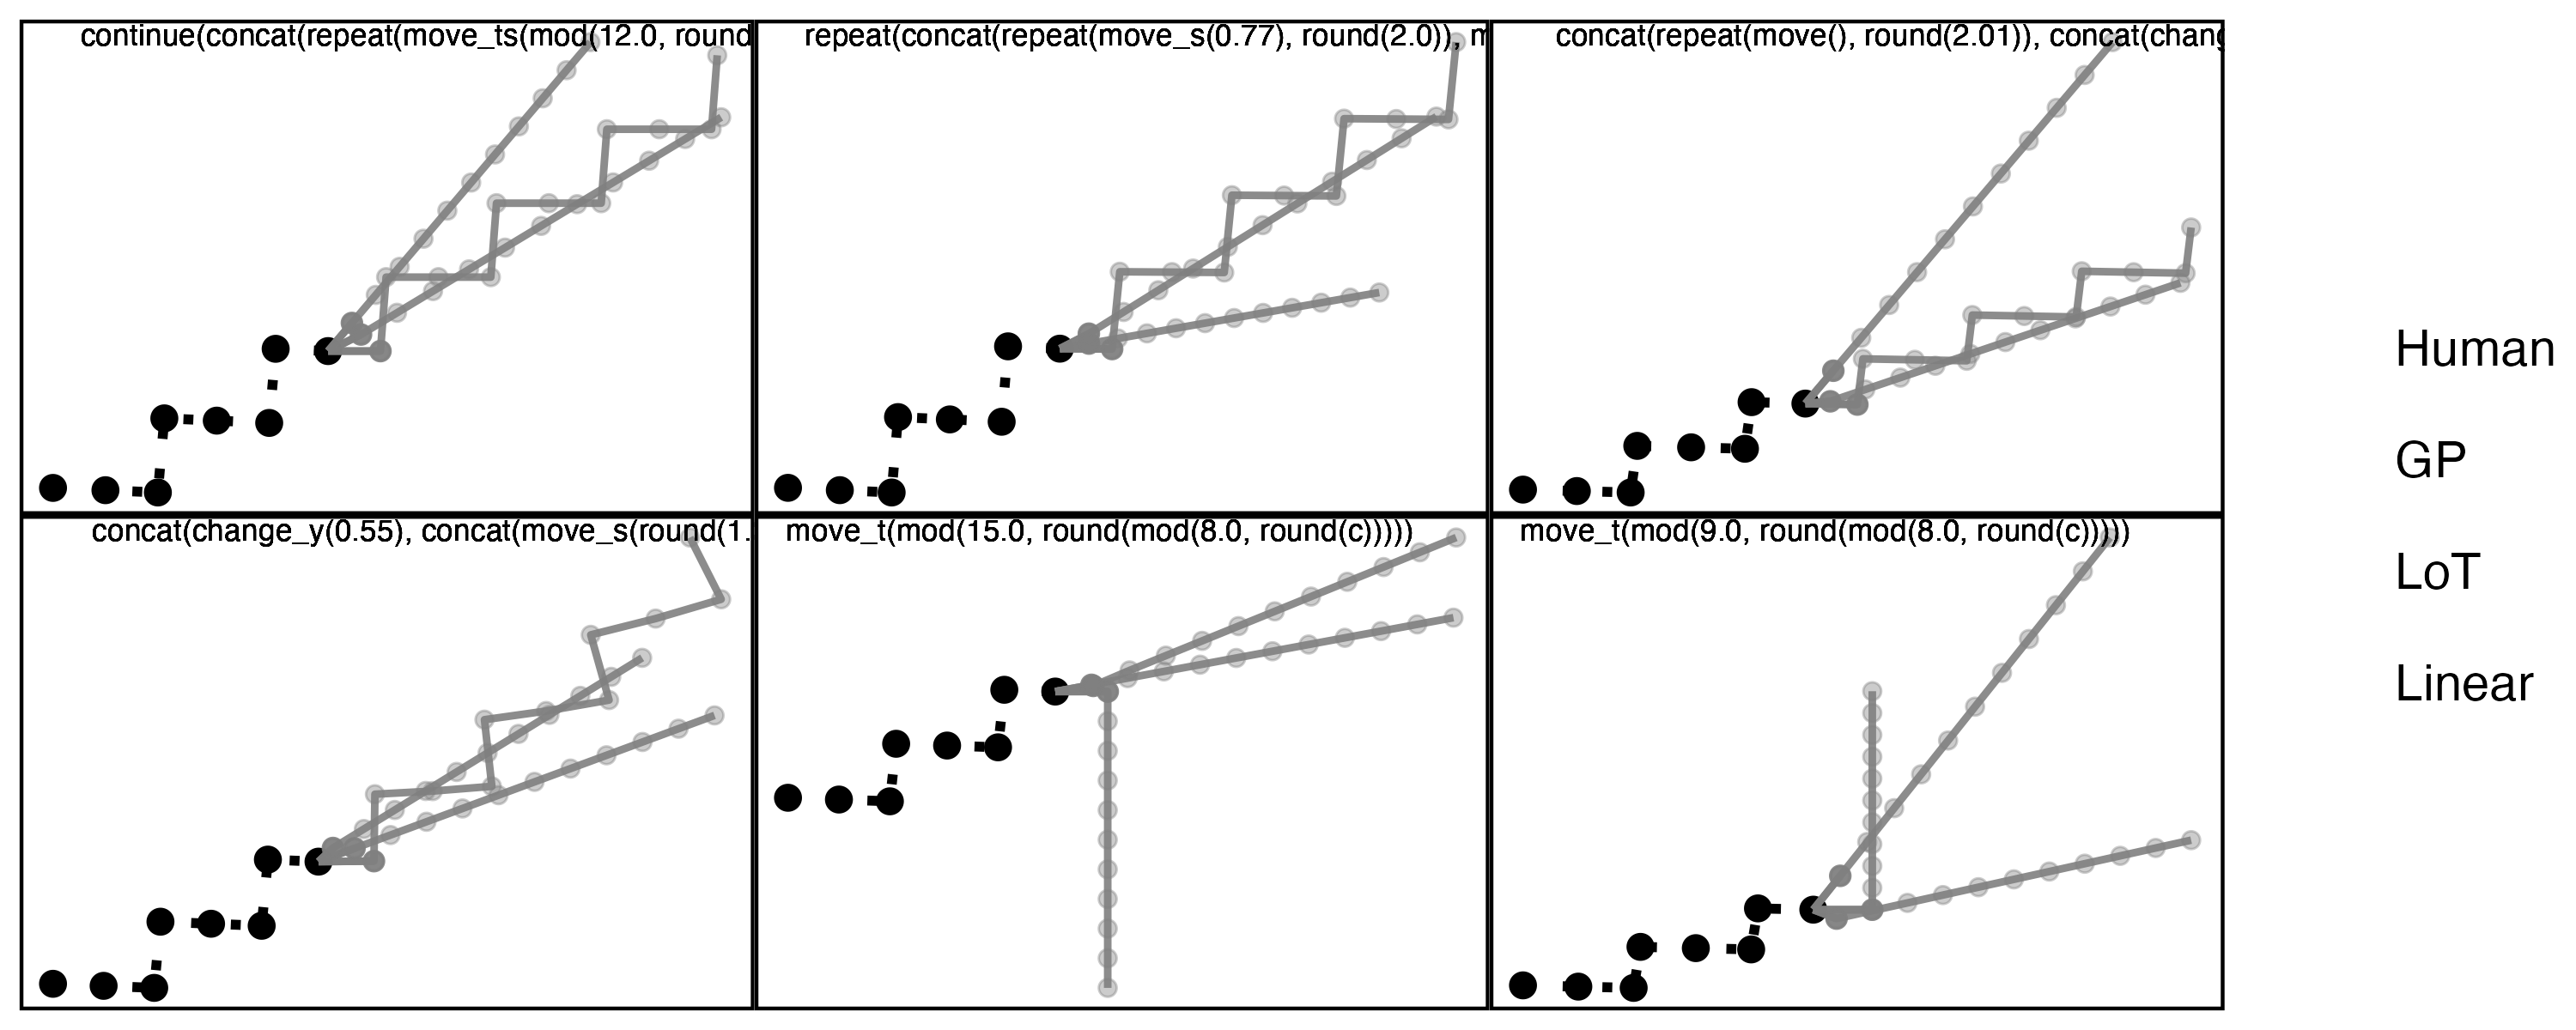 continue(concat(repeat(move_ts(mod(12.0, round
repeat(concat(repeat(move_s(0.77), round(2.0)), m
concat(repeat(move(), round(2.01)), concat(chang
concat(change_y(0.55), concat(move_s(round(1.
move_t(mod(15.0, round(mod(8.0, round(c)))))
move_t(mod(9.0, round(mod(8.0, round(c)))))
Human
GP
LoT
Linear